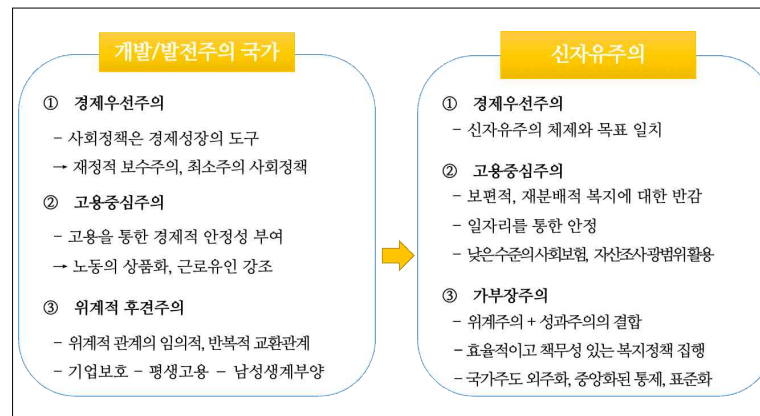 개발/발전주의 국가
① 경제우선주의
- 사회정책은 경제성장의 도구
→ 재정적 보수주의, 최소주의 사회정책
② 고용중심주의
- 고용을 통한 경제적 안정성 부여
→ 노동의 상품화, 근로유인 강조
③ 위계적 후견주의
- 위계적 관계의 임의적, 반복적 교환관계
- 기업보호 - 평생고용 - 남성생계부양
신자유주의
① 경제우선주의
- 신자유주의 체제와 목표 일치
② 고용중심주의
- 보편적, 재분배적 복지에 대한 반감
- 일자리를 통한 안정
- 낮은수준의사회보험, 자산조사광범위활용
③ 가부장주의
- 위계주의 + 성과주의의 결합
- 효율적이고 책무성 있는 복지정책 집행
- 국가주도 외주화, 중앙화된 통제, 표준화